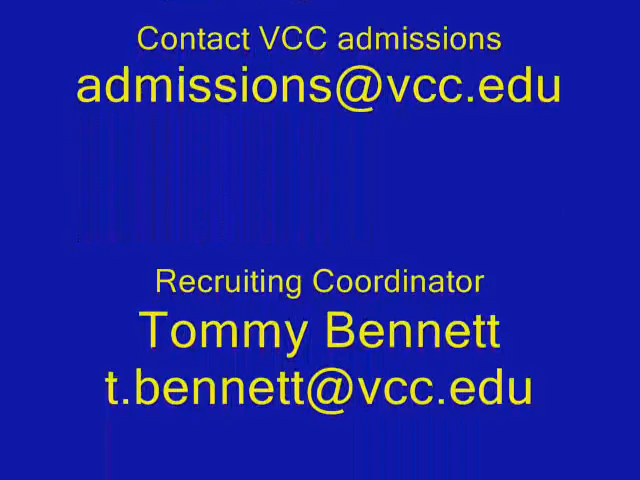 Contact VCC admissions
admissions@vcc.edu
Recruiting Coordinator
Tommy Bennett
t.bennett@vcc.edu